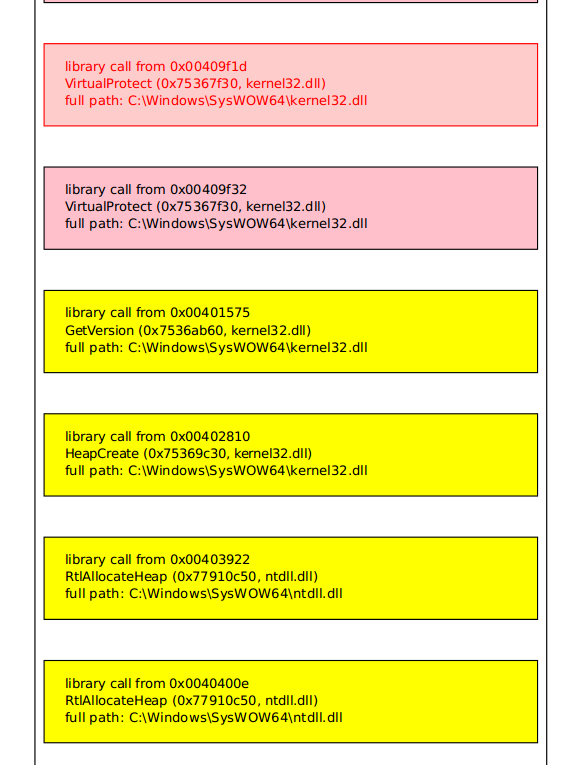 library call from 0x00409f1d
VirtualProtect (0x75367f30, kernel32.dll)
full path: C:\Windows\SysWOW64\kernel32.dll
library call from 0x00409f32
VirtualProtect (0x75367f30, kernel32.dll)
full path: C:\Windows\SysWOW64\kernel32.dll
library call from 0x00401575
GetVersion (0x7536ab60, kernel32.dll)
full path: C:\Windows\SysWOW64\kernel32.dll
library call from 0x00402810
HeapCreate (0x75369c30, kernel32.dll)
full path: C:\Windows\SysWOW64\kernel32.dll
library call from 0x00403922
RtlAllocateHeap (0x77910c50, ntdll.dll)
full path: C:\Windows\SysWOW64\ntdll.dll
library call from 0x0040400e
RtlAllocateHeap (0x77910c50, ntdll.dll)
full path: C:\Windows\SysWOW64\ntdll.dll